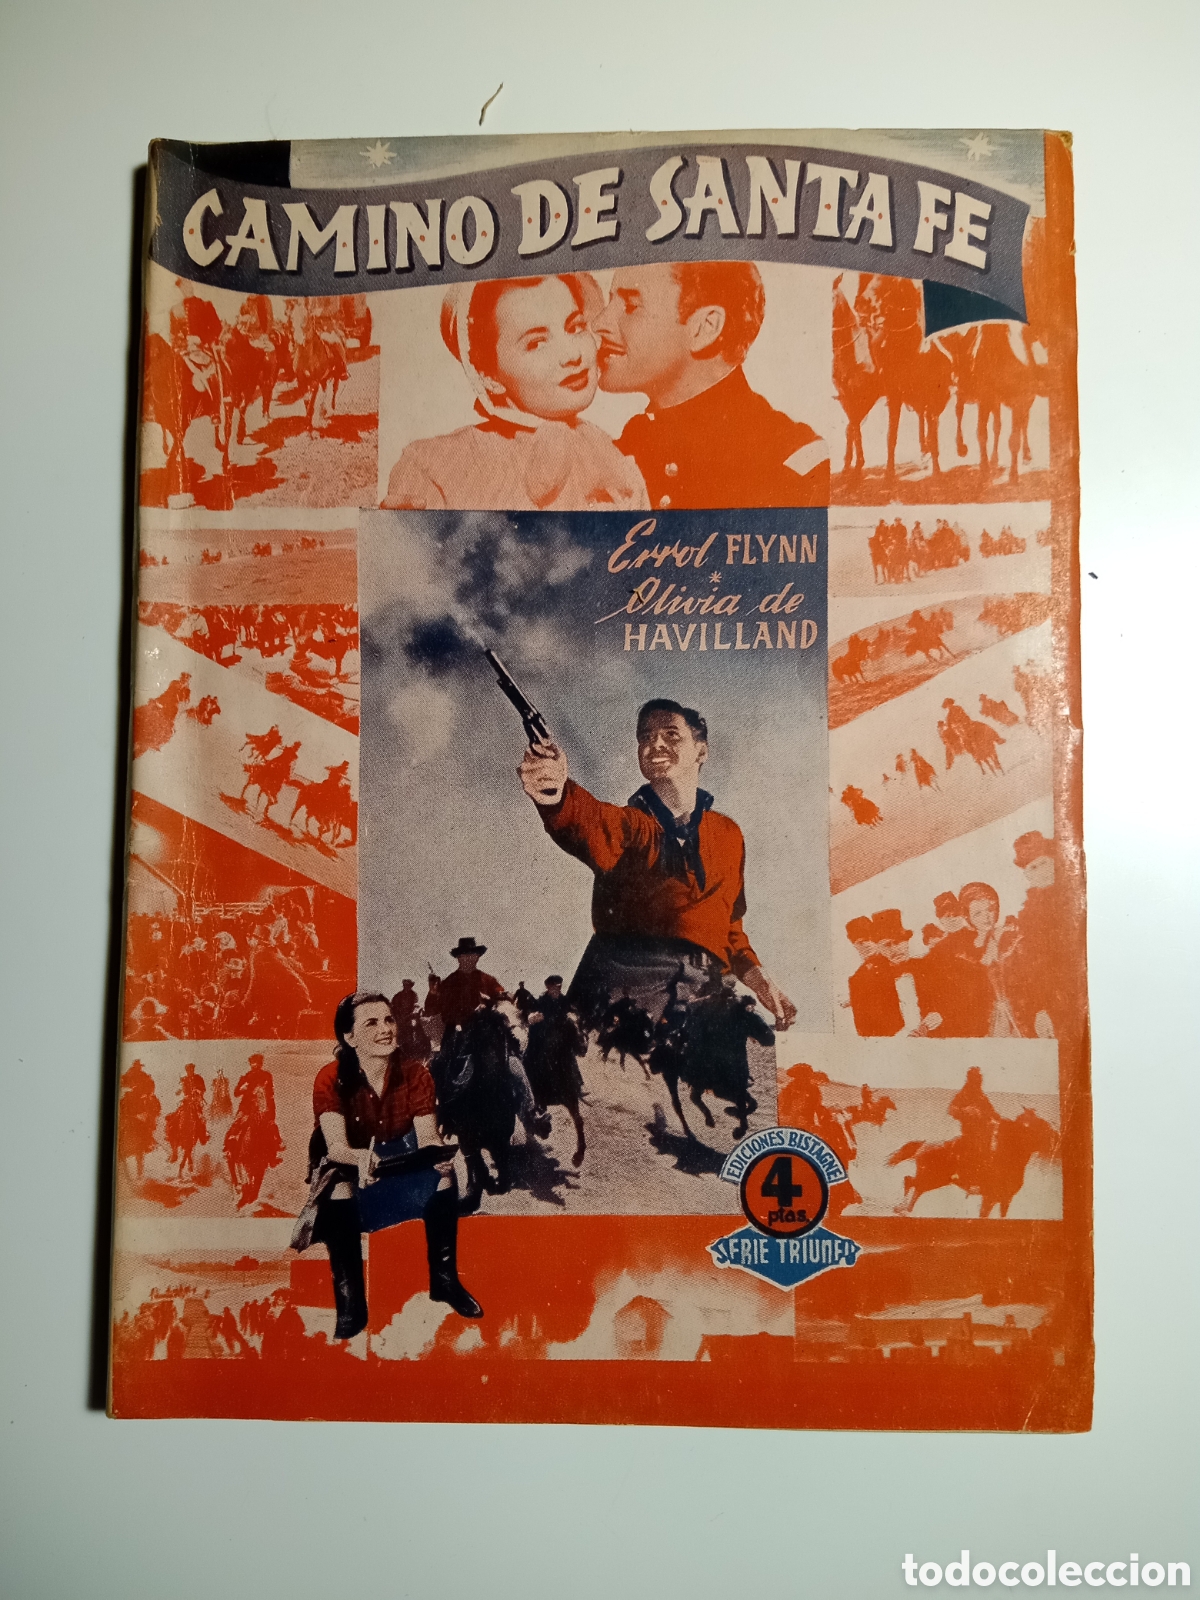 CAMINO DE SANTA FE
Errol FLYNN
*
Olivia de
HAVILLAND
EDICIONES BISTAGNE
4
ptas.
SERIE TRIUNFO
todocoleccion